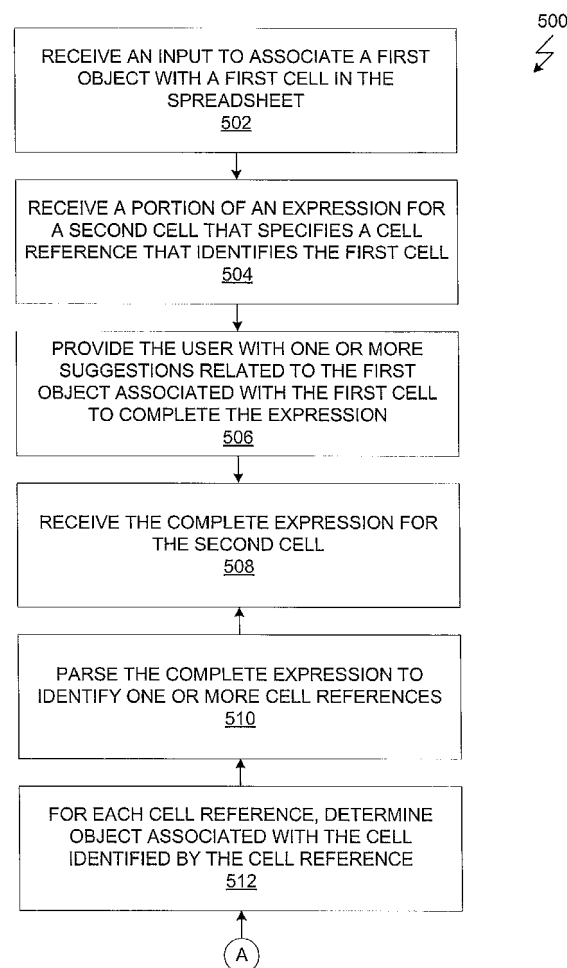 500
RECEIVE AN INPUT TO ASSOCIATE A FIRST
OBJECT WITH A FIRST CELL IN THE
SPREADSHEET
502
RECEIVE A PORTION OF AN EXPRESSION FOR
A SECOND CELL THAT SPECIFIES A CELL
REFERENCE THAT IDENTIFIES THE FIRST CELL
504
PROVIDE THE USER WITH ONE OR MORE
SUGGESTIONS RELATED TO THE FIRST
OBJECT ASSOCIATED WITH THE FIRST CELL
TO COMPLETE THE EXPRESSION
506
RECEIVE THE COMPLETE EXPRESSION FOR
THE SECOND CELL
508
PARSE THE COMPLETE EXPRESSION TO
IDENTIFY ONE OR MORE CELL REFERENCES
510
FOR EACH CELL REFERENCE, DETERMINE
OBJECT ASSOCIATED WITH THE CELL
IDENTIFIED BY THE CELL REFERENCE
512
A